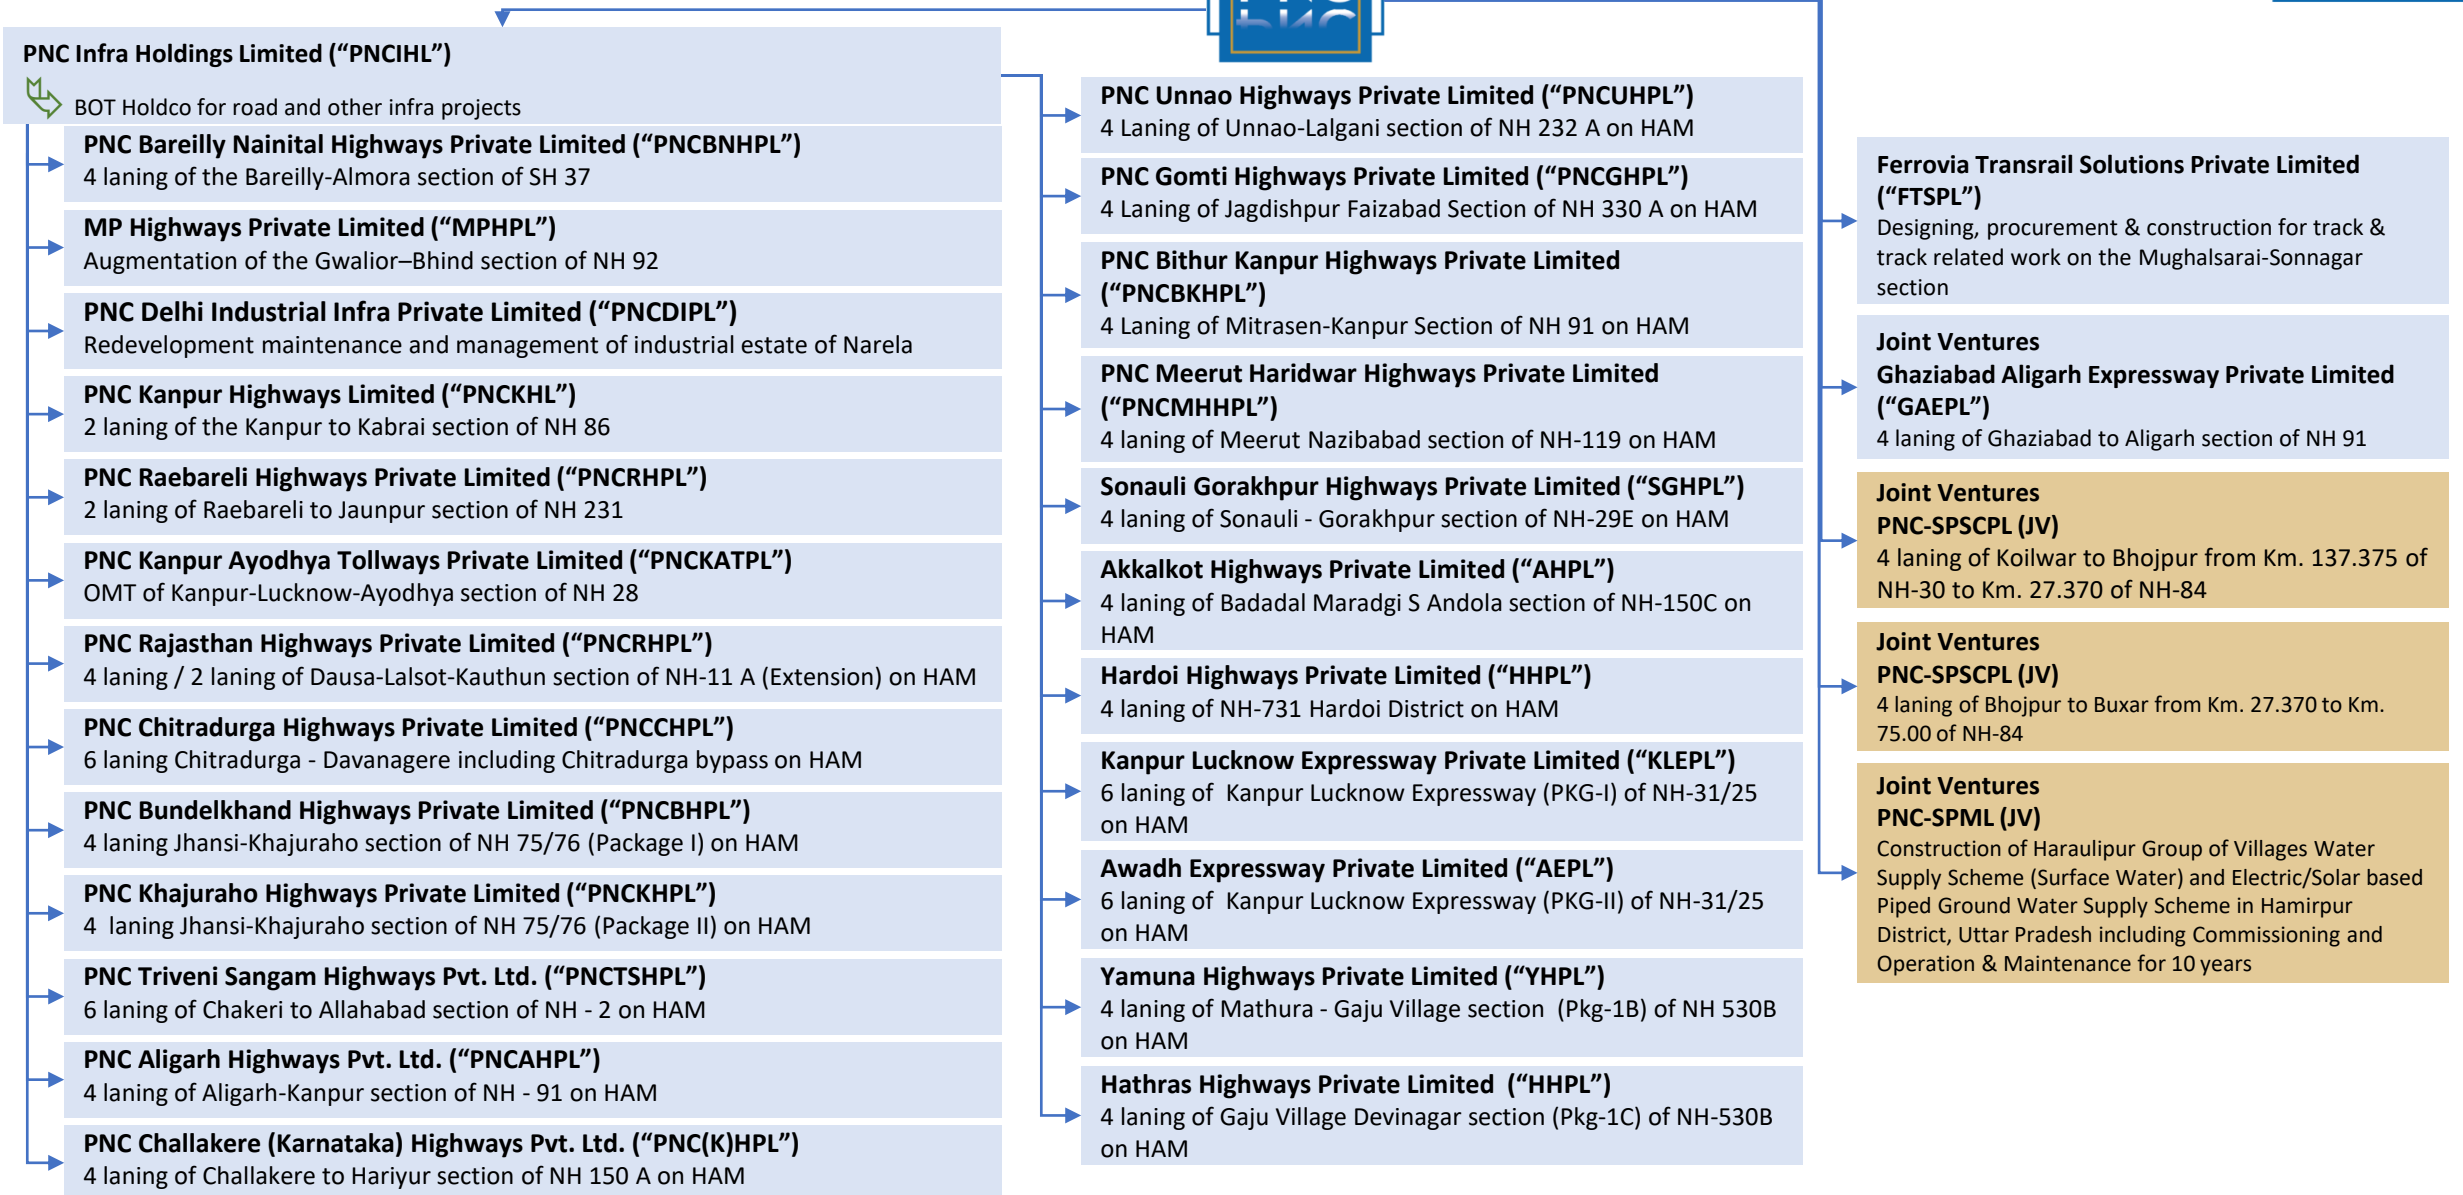 PNC Infra Holdings Limited (“PNCIHL”)
BOT Holdco for road and other infra projects
PNC Bareilly Nainital Highways Private Limited (“PNCBNHPL”)
4 laning of the Bareilly-Almora section of SH 37
MP Highways Private Limited (“MPHPL”)
Augmentation of the Gwalior–Bhind section of NH 92
PNC Delhi Industrial Infra Private Limited (“PNCDIPL”)
Redevelopment maintenance and management of industrial estate of Narela
PNC Kanpur Highways Limited (“PNCKHL”)
2 laning of the Kanpur to Kabrai section of NH 86
PNC Raebareli Highways Private Limited (“PNCRHPL”)
2 laning of Raebareli to Jaunpur section of NH 231
PNC Kanpur Ayodhya Tollways Private Limited (“PNCKATPL”)
OMT of Kanpur-Lucknow-Ayodhya section of NH 28
PNC Rajasthan Highways Private Limited (“PNCRHPL”)
4 laning / 2 laning of Dausa-Lalsot-Kauthun section of NH-11 A (Extension) on HAM
PNC Chitradurga Highways Private Limited (“PNCCHPL”)
6 laning Chitradurga - Davanagere including Chitradurga bypass on HAM
PNC Bundelkhand Highways Private Limited (“PNCBHPL”)
4 laning Jhansi-Khajuraho section of NH 75/76 (Package I) on HAM
PNC Khajuraho Highways Private Limited (“PNCKHPL”)
4 laning Jhansi-Khajuraho section of NH 75/76 (Package II) on HAM
PNC Triveni Sangam Highways Pvt. Ltd. (“PNCTSHPL”)
6 laning of Chakeri to Allahabad section of NH - 2 on HAM
PNC Aligarh Highways Pvt. Ltd. (“PNCAHPL”)
4 laning of Aligarh-Kanpur section of NH - 91 on HAM
PNC Challakere (Karnataka) Highways Pvt. Ltd. (“PNC(K)HPL”)
4 laning of Challakere to Hariyur section of NH 150 A on HAM
PNC Unnao Highways Private Limited (“PNCUHPL”)
4 Laning of Unnao-Lalgani section of NH 232 A on HAM
PNC Gomti Highways Private Limited (“PNCGHPL”)
4 Laning of Jagdishpur Faizabad Section of NH 330 A on HAM
PNC Bithur Kanpur Highways Private Limited
(“PNCBKHPL”)
4 Laning of Mitrasen-Kanpur Section of NH 91 on HAM
PNC Meerut Haridwar Highways Private Limited
(“PNCMHHPL”)
4 laning of Meerut Nazibabad section of NH-119 on HAM
Sonauli Gorakhpur Highways Private Limited (“SGHPL”)
4 laning of Sonauli - Gorakhpur section of NH-29E on HAM
Akkalkot Highways Private Limited (“AHPL”)
4 laning of Badadal Maradgi S Andola section of NH-150C on
HAM
Hardoi Highways Private Limited (“HHPL”)
4 laning of NH-731 Hardoi District on HAM
Kanpur Lucknow Expressway Private Limited (“KLEPL”)
6 laning of Kanpur Lucknow Expressway (PKG-I) of NH-31/25
on HAM
Awadh Expressway Private Limited (“AEPL”)
6 laning of Kanpur Lucknow Expressway (PKG-II) of NH-31/25
on HAM
Yamuna Highways Private Limited (“YHPL”)
4 laning of Mathura - Gaju Village section (Pkg-1B) of NH 530B
on HAM
Hathras Highways Private Limited (“HHPL”)
4 laning of Gaju Village Devinagar section (Pkg-1C) of NH-530B
on HAM
Ferrovia Transrail Solutions Private Limited
(“FTSPL”)
Designing, procurement & construction for track &
track related work on the Mughalsarai-Sonnagar
section
Joint Ventures
Ghaziabad Aligarh Expressway Private Limited
(“GAEPL”)
4 laning of Ghaziabad to Aligarh section of NH 91
Joint Ventures
PNC-SPSCPL (JV)
4 laning of Koilwar to Bhojpur from Km. 137.375 of
NH-30 to Km. 27.370 of NH-84
Joint Ventures
PNC-SPSCPL (JV)
4 laning of Bhojpur to Buxar from Km. 27.370 to Km.
75.00 of NH-84
Joint Ventures
PNC-SPML (JV)
Construction of Haraulipur Group of Villages Water
Supply Scheme (Surface Water) and Electric/Solar based
Piped Ground Water Supply Scheme in Hamirpur
District, Uttar Pradesh including Commissioning and
Operation & Maintenance for 10 years